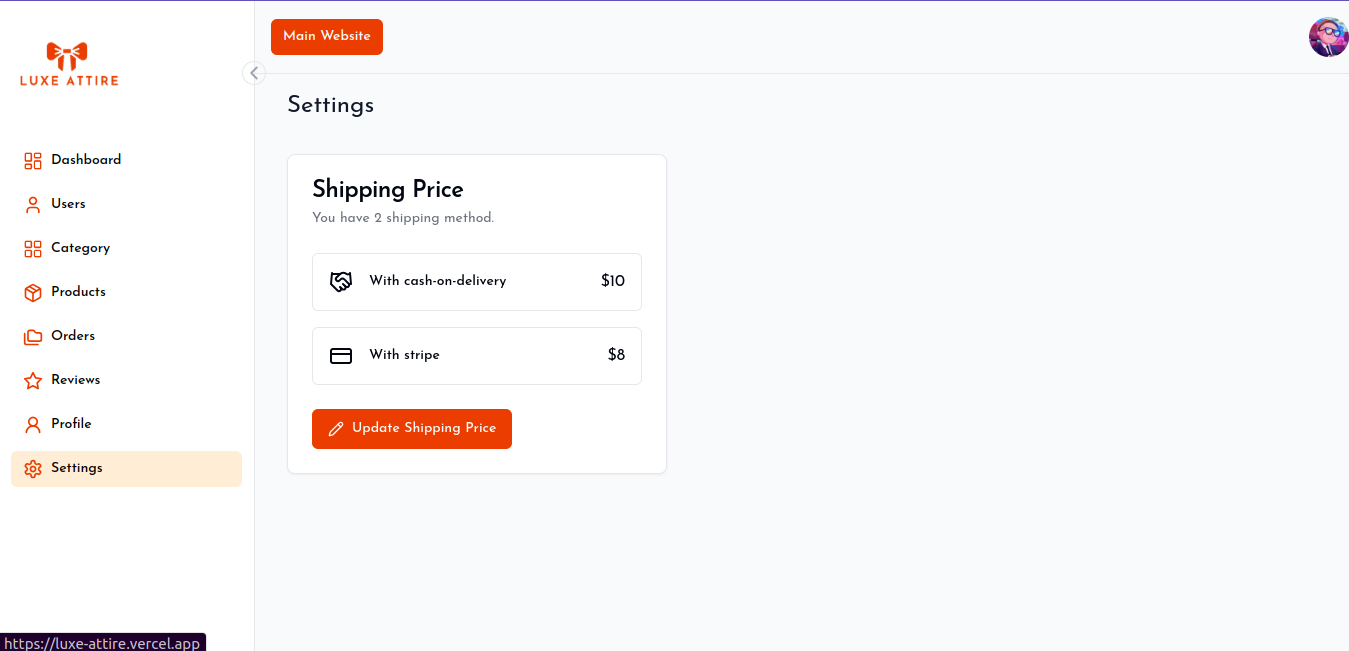 LUXE ATTIRE
Main Website
Dashboard
Users
Category
Products
Orders
Reviews
Profile
Settings
Settings
Shipping Price
You have 2 shipping method.
With cash-on-delivery $10
With stripe $8
Update Shipping Price
https://luxe-attire.vercel.app